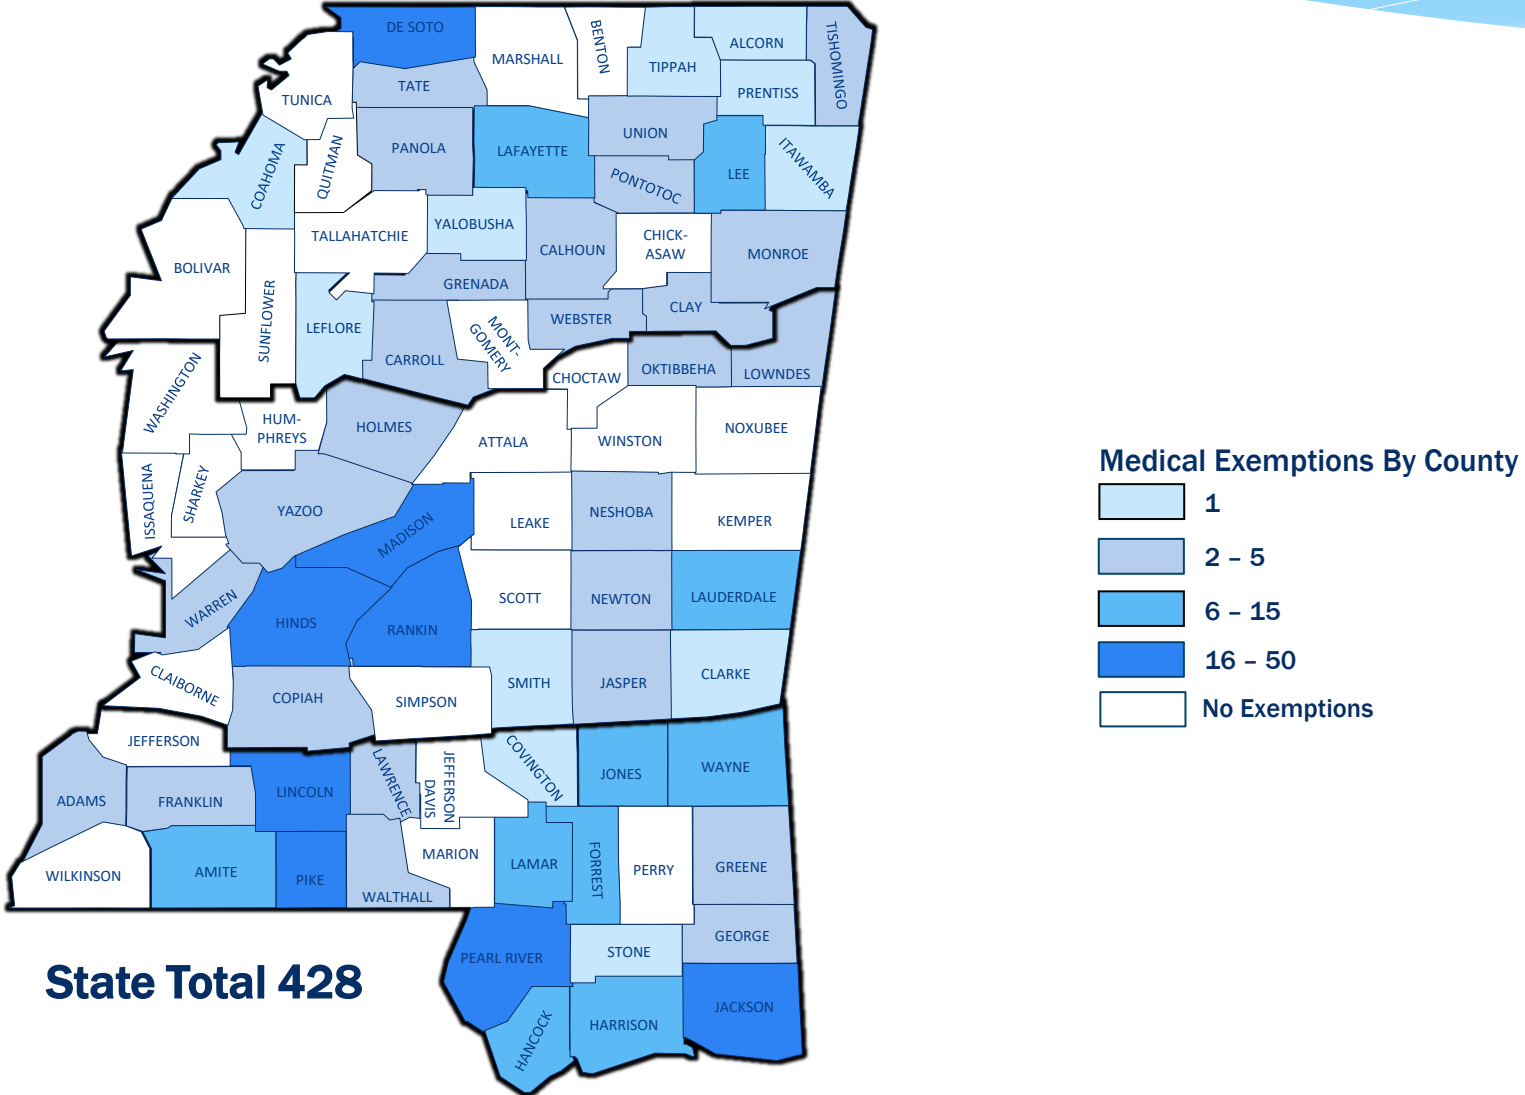 DE SOTO
MARSHALL
BENTON
TIPPAH
ALCORN
TISHOMINGO
PRENTISS
TUNICA
TATE
COAHOMA
QUITMAN
PANOLA
LAFAYETTE
UNION
PONTOTOC
LEE
ITAWAMBA
BOLIVAR
SUNFLOWER
TALLAHATCHIE
YALOBUSHA
CALHOUN
CHICK-
ASAW
MONROE
GRENADA
LEFLORE
CARROLL
MONT-
GOMERY
WEBSTER
CLAY
WASHINGTON
CHOCTAW
OKTIBBEHA
LOWNDES
HUM-
PHREYS
HOLMES
ATTALA
WINSTON
NOXUBEE
ISSAQUENA
SHARKEY
YAZOO
MADISON
LEAKE
NESHOBA
KEMPER
WARREN
HINDS
RANKIN
SCOTT
NEWTON
LAUDERDALE
CLAIBORNE
COPIAH
SIMPSON
SMITH
JASPER
CLARKE
JEFFERSON
LINCOLN
LAWRENCE
JEFFERSON
DAVIS
COVINGTON
JONES
WAYNE
ADAMS
FRANKLIN
WILKINSON
AMITE
PIKE
WALTHALL
MARION
LAMAR
FORREST
PERRY
GREENE
PEARL RIVER
STONE
GEORGE
HANCOCK
HARRISON
JACKSON
State Total 428
Medical Exemptions By County
1
2 – 5
6 – 15
16 – 50
No Exemptions